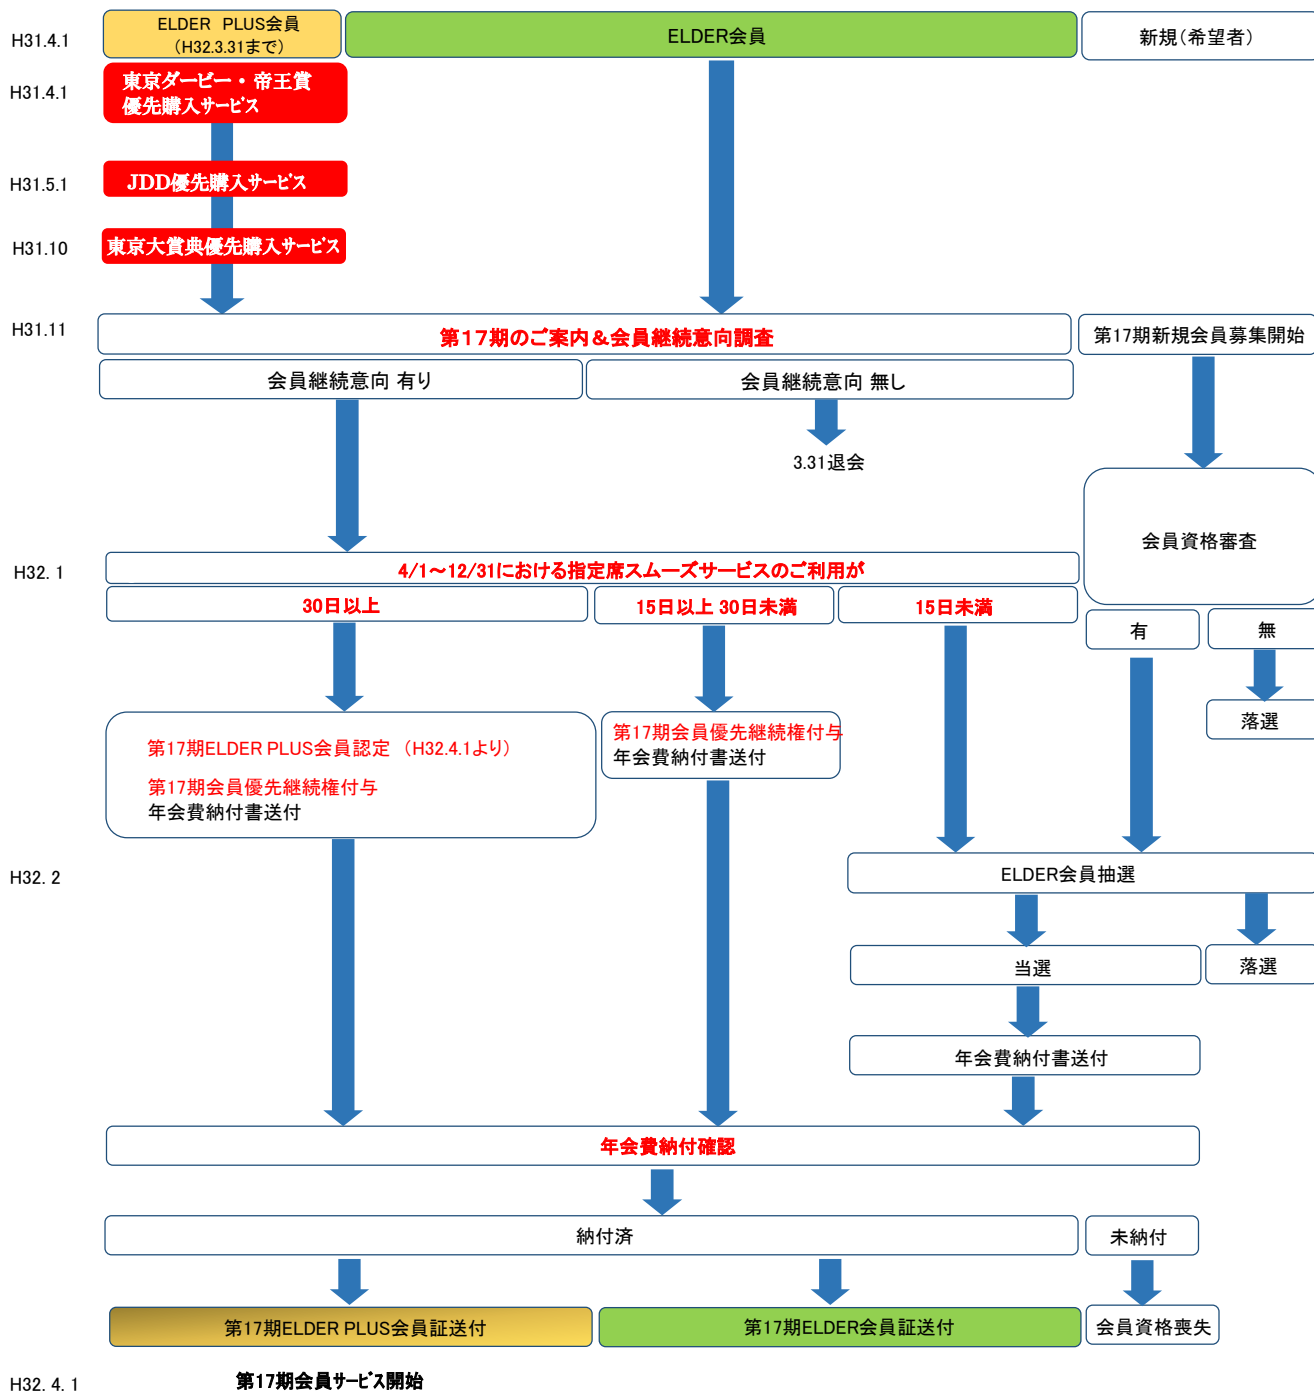 H31.4.1
ELDER PLUS会員
(H32.3.31まで)
ELDER会員
新規(希望者)
H31.4.1
東京ダービー・帝王賞
優先購入サービス
H31.5.1
JDD優先購入サービス
H31.10
東京大賞典優先購入サービス
H31.11
第17期のご案内&会員継続意向調査
第17期新規会員募集開始
会員継続意向 有り
会員継続意向 無し
3.31退会
会員資格審査
H32. 1
4/1~12/31における指定席スムーズサービスのご利用が
30日以上
15日以上 30日未満
15日未満
有
無
落選
第17期ELDER PLUS会員認定 (H32.4.1より)
第17期会員優先継続権付与
年会費納付書送付
第17期会員優先継続権付与
年会費納付書送付
H32. 2
ELDER会員抽選
当選
落選
年会費納付書送付
年会費納付確認
納付済
未納付
第17期ELDER PLUS会員証送付
第17期ELDER会員証送付
会員資格喪失
H32. 4. 1
第17期会員サービス開始